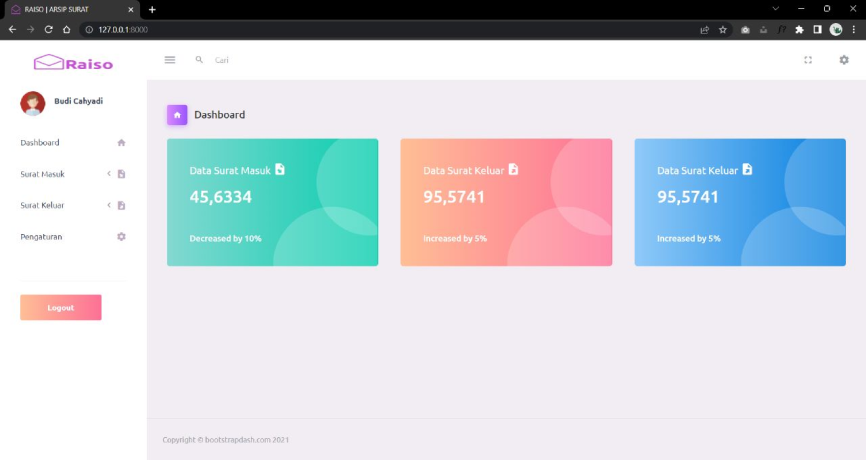 RAISO | ARSIP SURAT
127.0.0.1:8000
Raiso
Cari
Budi Cahyadi
Dashboard
Surat Masuk
Surat Keluar
Pengaturan
Logout
Dashboard
Data Surat Masuk
45,6334
Decreased by 10%
Data Surat Keluar
95,5741
Increased by 5%
Data Surat Keluar
95,5741
Increased by 5%
Copyright © bootstrapdash.com 2021